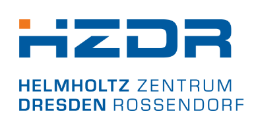 HZDR
HELMHOLTZ ZENTRUM
DRESDEN ROSSENDORF